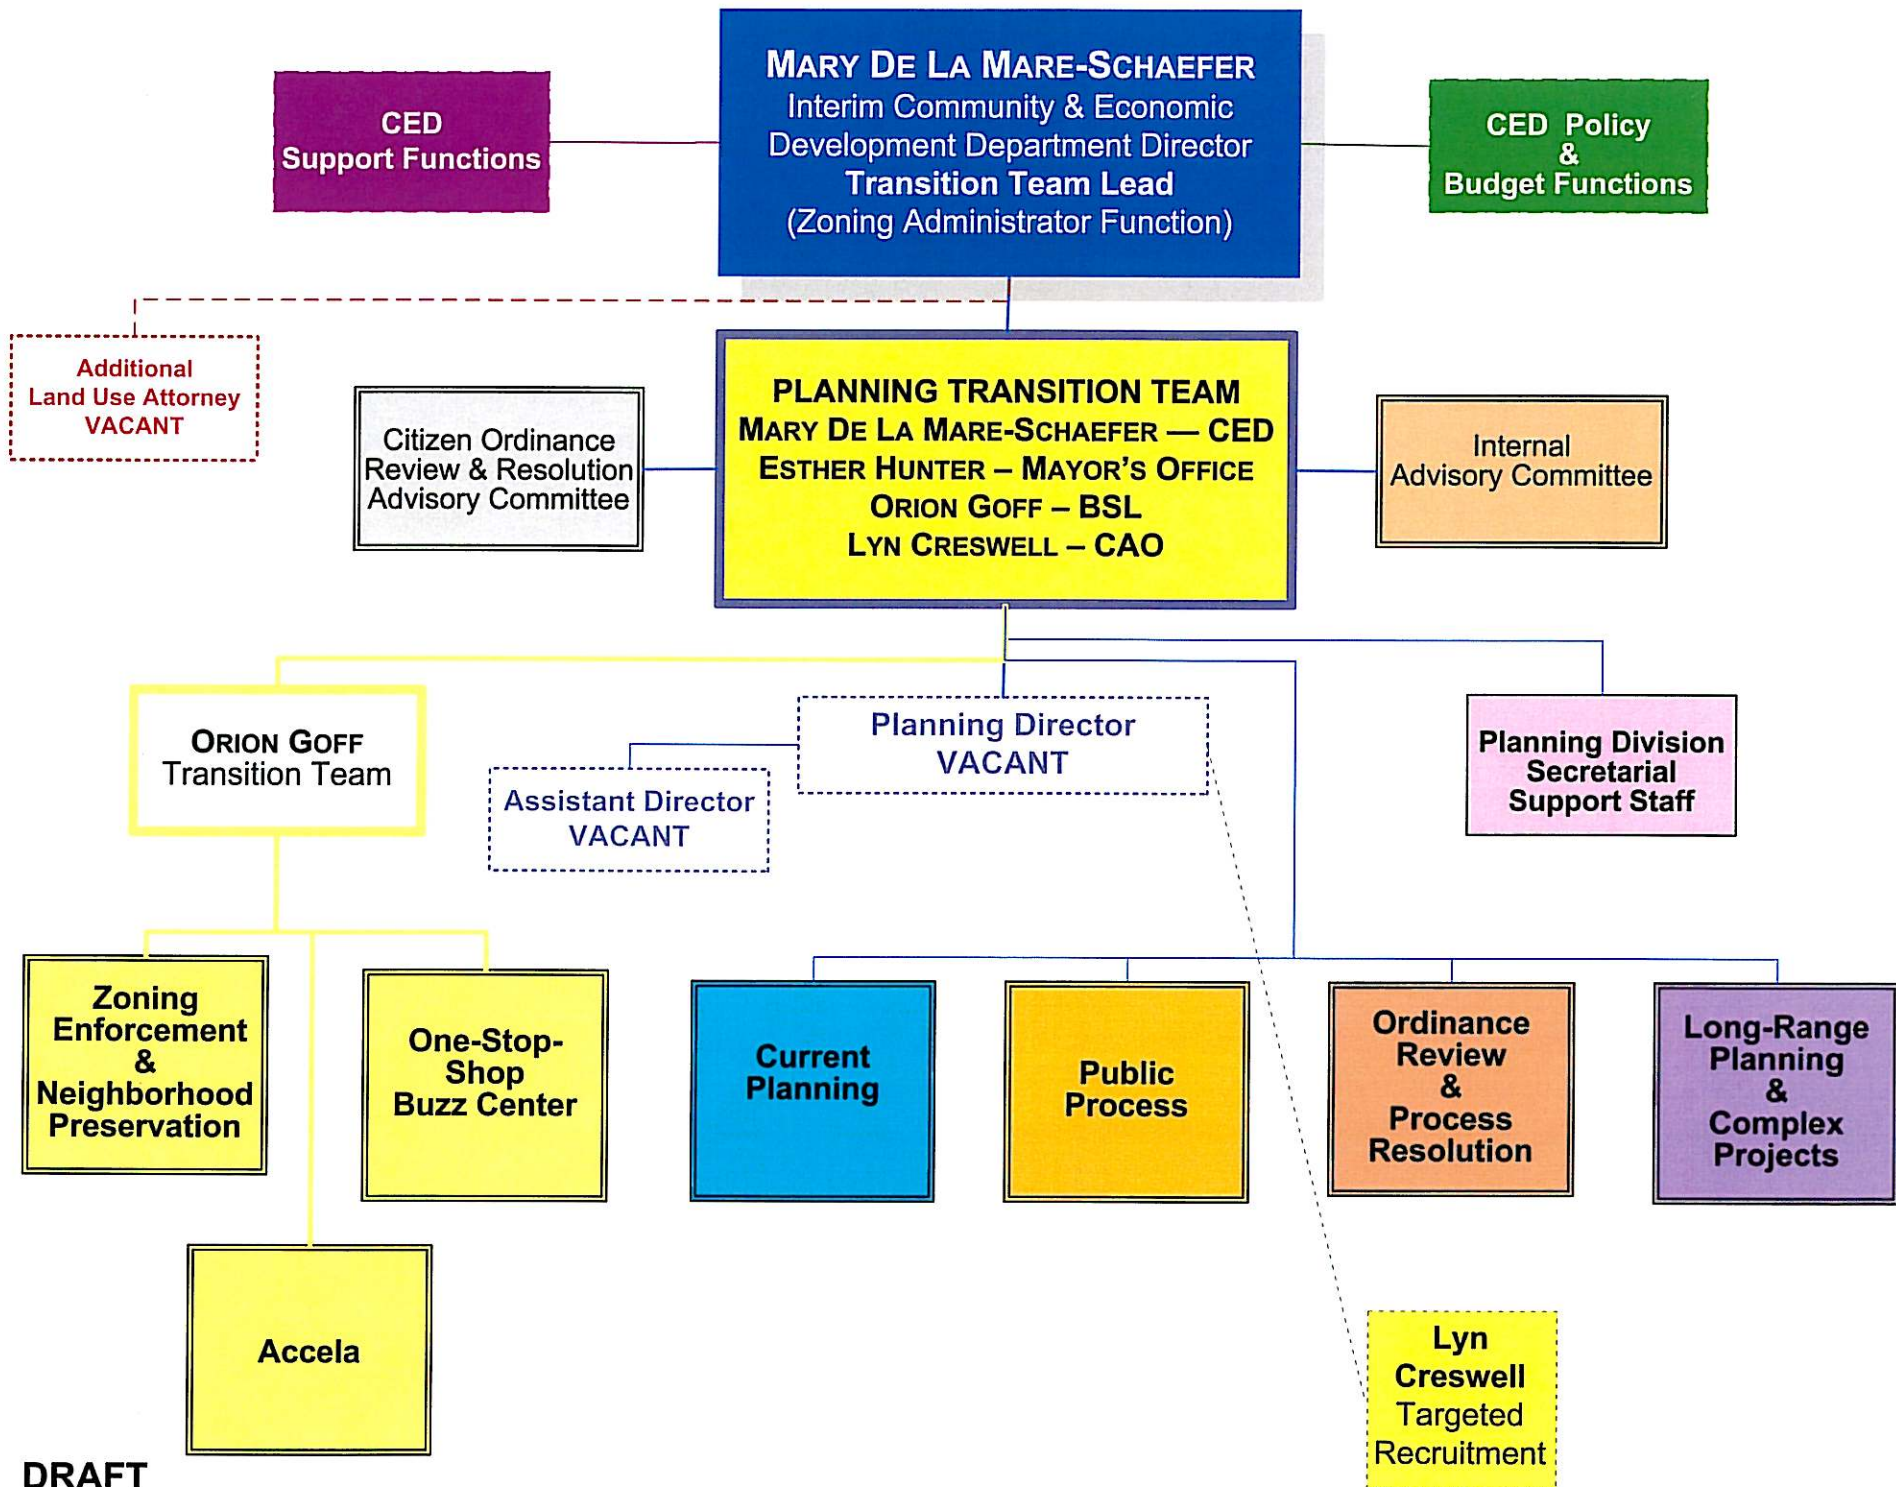 MARY DE LA MARE-SCHAEFER
Interim Community & Economic
Development Department Director
Transition Team Lead
(Zoning Administrator Function)
CED
Support Functions
CED Policy
&
Budget Functions
Additional
Land Use Attorney
VACANT
Citizen Ordinance
Review & Resolution
Advisory Committee
PLANNING TRANSITION TEAM
MARY DE LA MARE-SCHAEFER — CED
ESTHER HUNTER – MAYOR'S OFFICE
ORION GOFF – BSL
LYN CRESWELL – CAO
Internal
Advisory Committee
ORION GOFF
Transition Team
Planning Director
VACANT
Assistant Director
VACANT
Planning Division
Secretarial
Support Staff
Zoning
Enforcement
&
Neighborhood
Preservation
One-Stop-
Shop
Buzz Center
Current
Planning
Public
Process
Ordinance
Review
&
Process
Resolution
Long-Range
Planning
&
Complex
Projects
Accela
Lyn
Creswell
Targeted
Recruitment
DRAFT